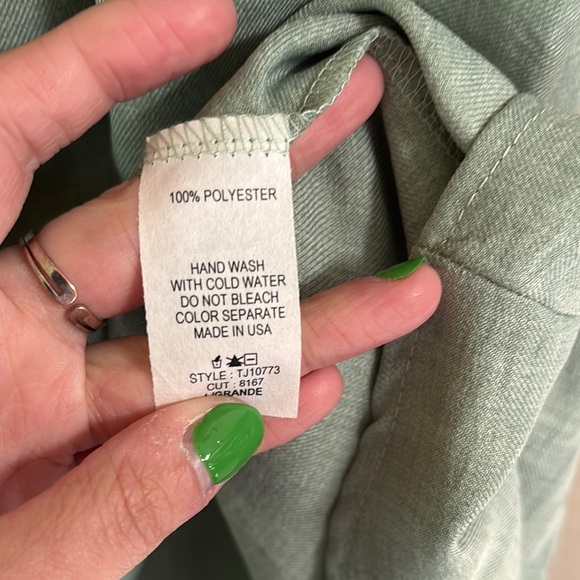 100% POLYESTER
HAND WASH
WITH COLD WATER
DO NOT BLEACH
COLOR SEPARATE
MADE IN USA
STYLE : TJ10773
CUT : 8167
L/GRANDE